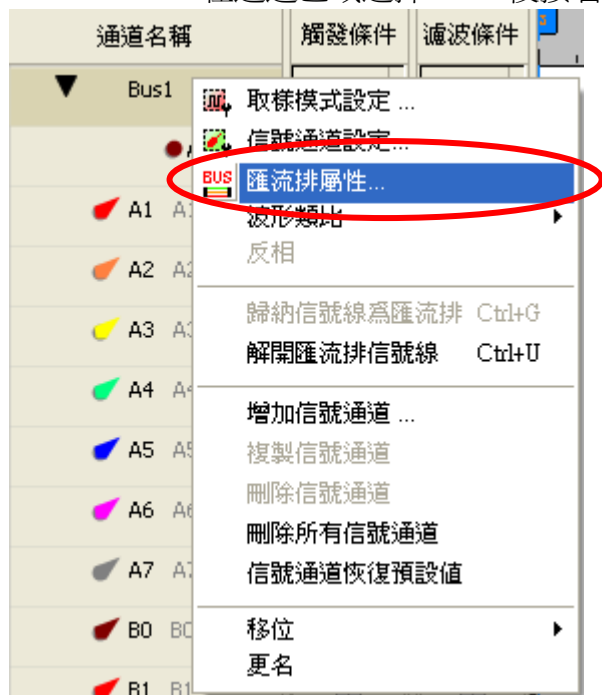 通道名稱 觸發條件 濾波條件
Bus1
取樣模式設定 ...
信號通道設定...
BUS 匯流排屬性...
A1 波形類比
A2 反相
A3 歸納信號線爲匯流排 Ctrl+G
解開匯流排信號線 Ctrl+U
A4
增加信號通道 ...
A5 複製信號通道
刪除信號通道
A6
刪除所有信號通道
A7 信號通道恢復預設值
B0 B0 移位
更名
B1 B1